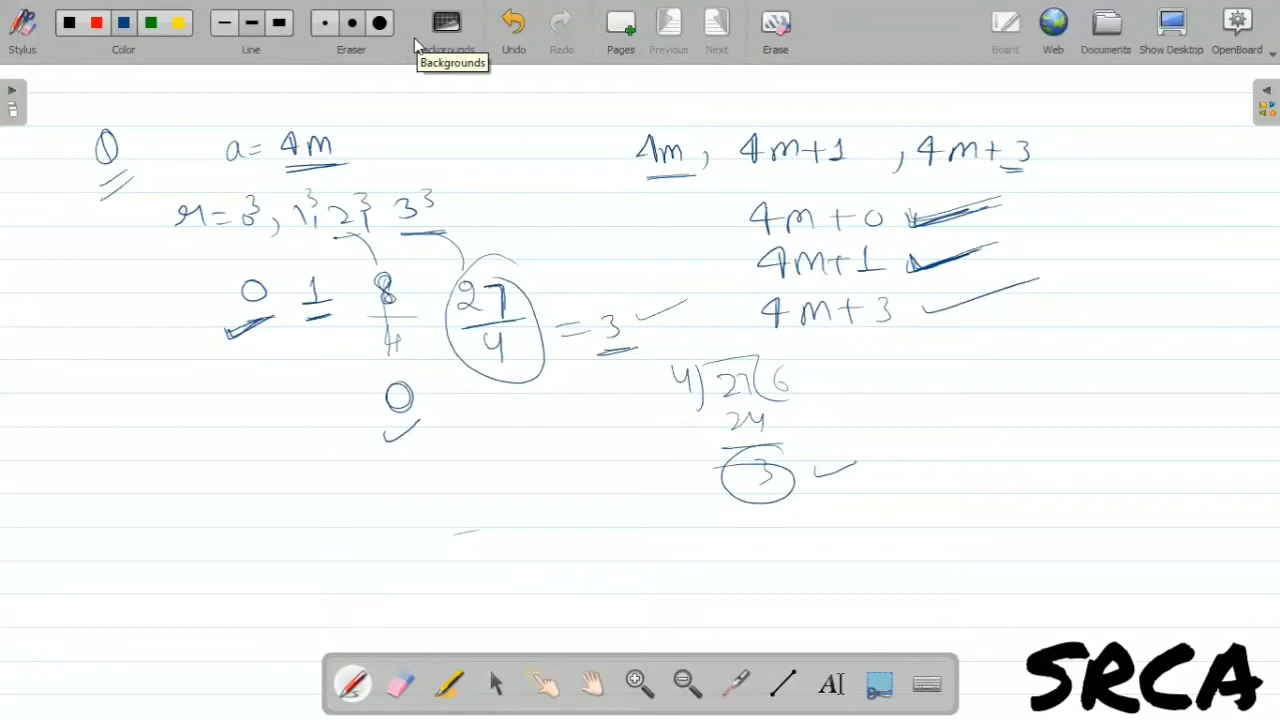 Stylus Color Line Eraser Backgrounds Undo Redo Pages Previous Next Erase Board Web Documents Show Desktop OpenBoard
Backgrounds
① a = 4m
r = 0³, 1³, 2³, 3³
0 1 8/4 27/4 = 3
0
4m, 4m+1, 4m+3
4m+0
4m+1
4m+3
4) 27 (6
24
3
SRCA